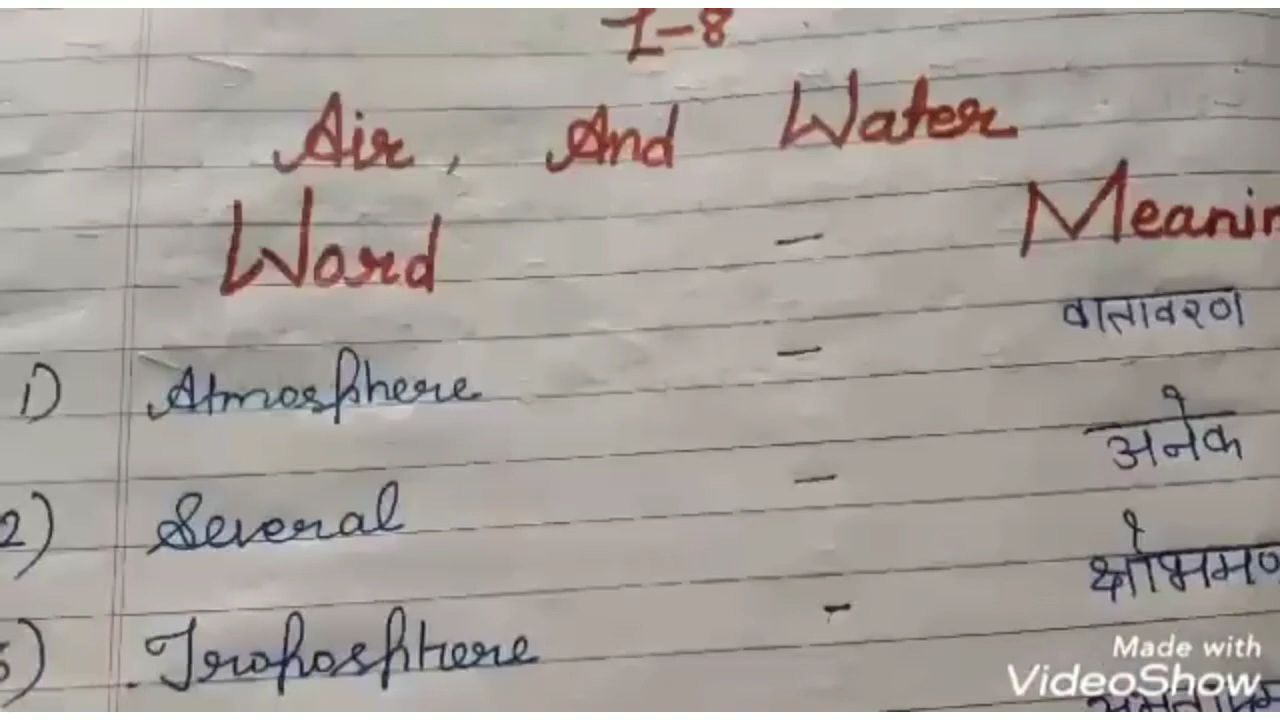 L-8
Air, And Water
Word - Meanin
1) Atmosphere - वातावरण
2) Several - अनेक
3) Troposphere - क्षोभमण
Made with
VideoShow